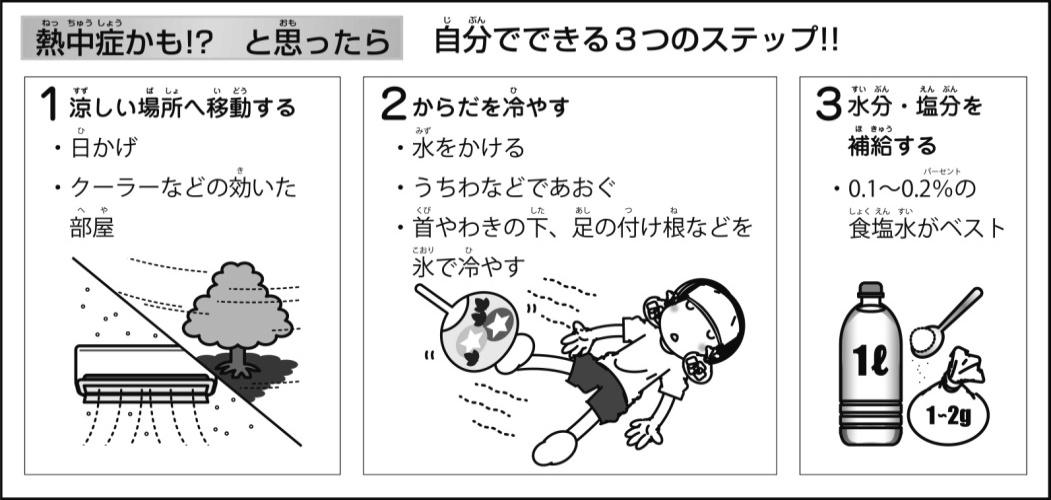 熱中症かも!? と思ったら 自分でできる3つのステップ!!
1 涼しい場所へ移動する
・日かげ
・クーラーなどの効いた
部屋
2 からだを冷やす
・水をかける
・うちわなどであおぐ
・首やわきの下、足の付け根などを
氷で冷やす
3 水分・塩分を
補給する
・0.1〜0.2%の
食塩水がベスト
1ℓ
1~2g